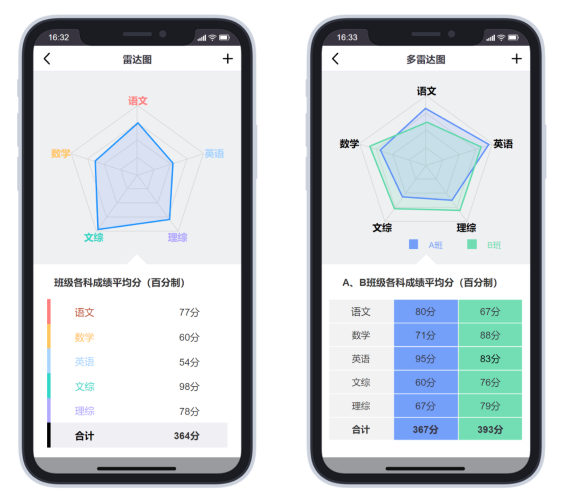 16:32
雷达图
语文
数学
英语
文综
理综
班级各科成绩平均分（百分制）
语文 77分
数学 60分
英语 54分
文综 98分
理综 78分
合计 364分
16:33
多雷达图
语文
数学
英语
文综
理综
A班 B班
A、B班级各科成绩平均分（百分制）
语文 80分 67分
数学 71分 88分
英语 95分 83分
文综 60分 76分
理综 67分 79分
合计 367分 393分